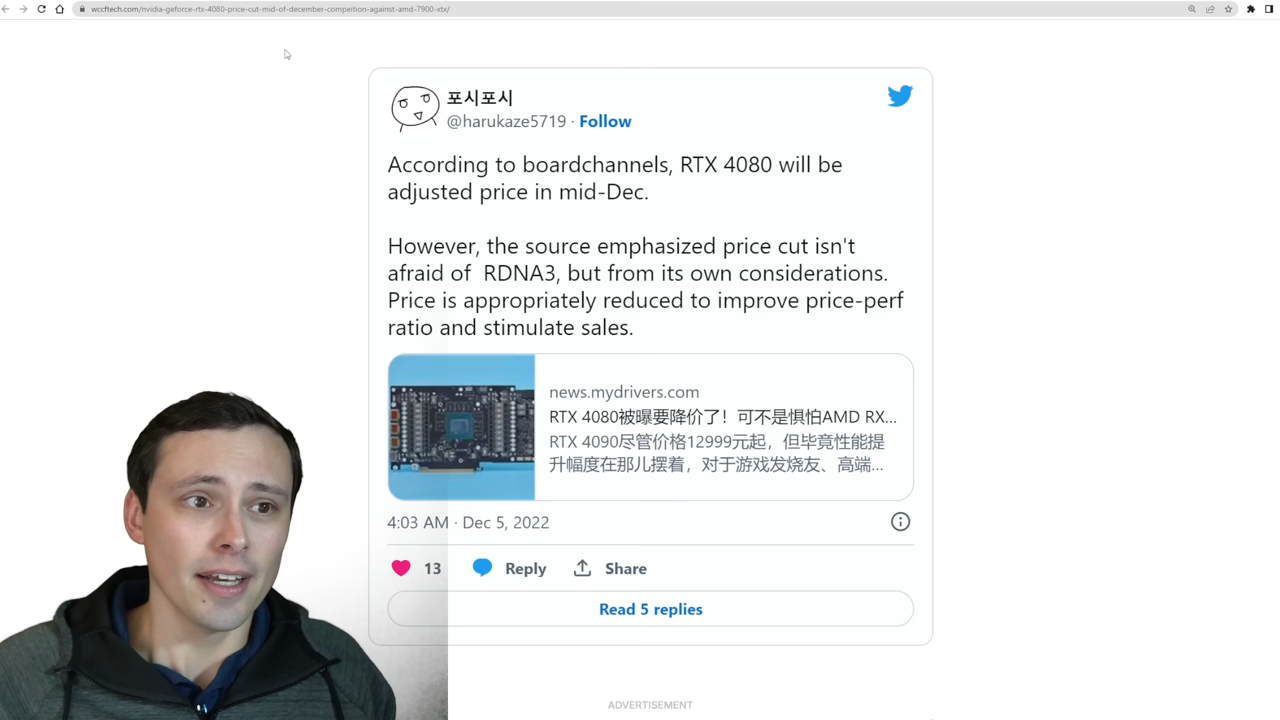 wccftech.com/nvidia-geforce-rtx-4080-price-cut-mid-of-december-compeition-against-amd-7900-xtx/
포시포시
@harukaze5719 · Follow
According to boardchannels, RTX 4080 will be
adjusted price in mid-Dec.
However, the source emphasized price cut isn't
afraid of  RDNA3, but from its own considerations.
Price is appropriately reduced to improve price-perf
ratio and stimulate sales.
news.mydrivers.com
RTX 4080被曝要降价了！可不是惧怕AMD RX...
RTX 4090尽管价格12999元起，但毕竟性能提
升幅度在那儿摆着，对于游戏发烧友、高端...
4:03 AM · Dec 5, 2022
13 Reply Share
Read 5 replies
ADVERTISEMENT